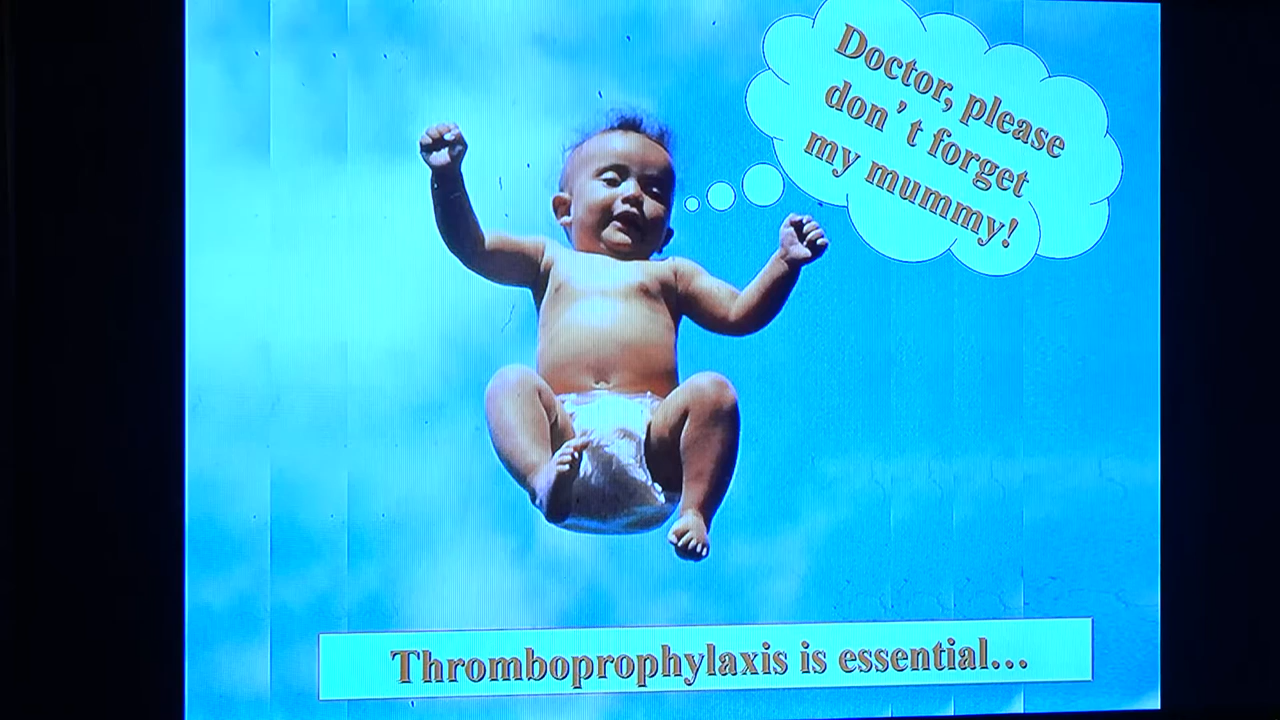 Doctor, please
don't forget
my mummy!
Thromboprophylaxis is essential...